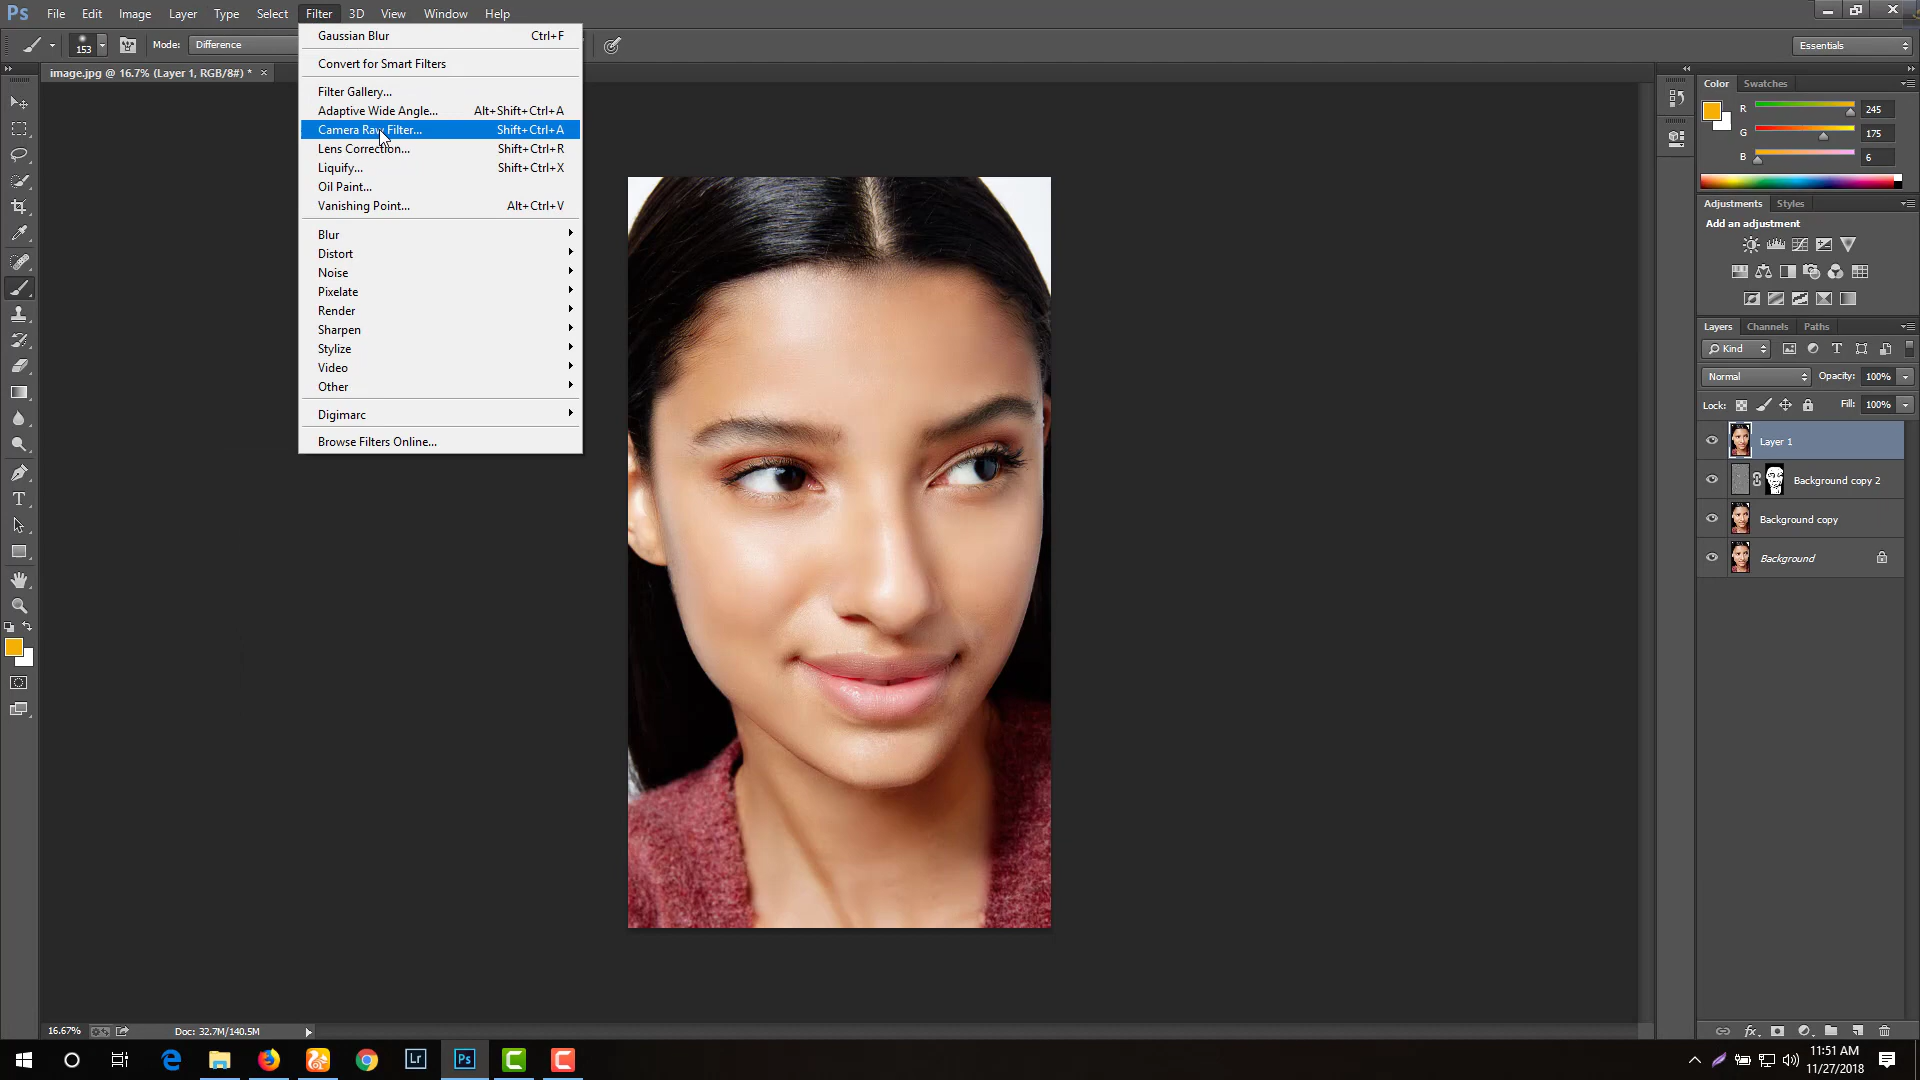 Ps File Edit Image Layer Type Select Filter 3D View Window Help
153 Mode: Difference Essentials
image.jpg @ 16.7% (Layer 1, RGB/8#) * ×
Gaussian Blur Ctrl+F
Convert for Smart Filters
Filter Gallery...
Adaptive Wide Angle... Alt+Shift+Ctrl+A
Camera Raw Filter... Shift+Ctrl+A
Lens Correction... Shift+Ctrl+R
Liquify... Shift+Ctrl+X
Oil Paint...
Vanishing Point... Alt+Ctrl+V
Blur
Distort
Noise
Pixelate
Render
Sharpen
Stylize
Video
Other
Digimarc
Browse Filters Online...
Color Swatches
R 245
G 175
B 6
Adjustments Styles
Add an adjustment
Layers Channels Paths
Kind
Normal Opacity: 100%
Lock: Fill: 100%
Layer 1
Background copy 2
Background copy
Background
16.67% Doc: 32.7M/140.5M
Lr Ps
11:51 AM
11/27/2018